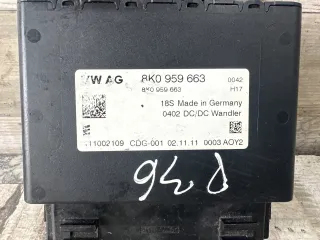 VW AG 8K0 959 663 0042
8K0 959 663 H17
18S Made in Germany
0402 DC/DC Wandler
11002109 CDG-001 02.11.11 0003 AOY2
P36